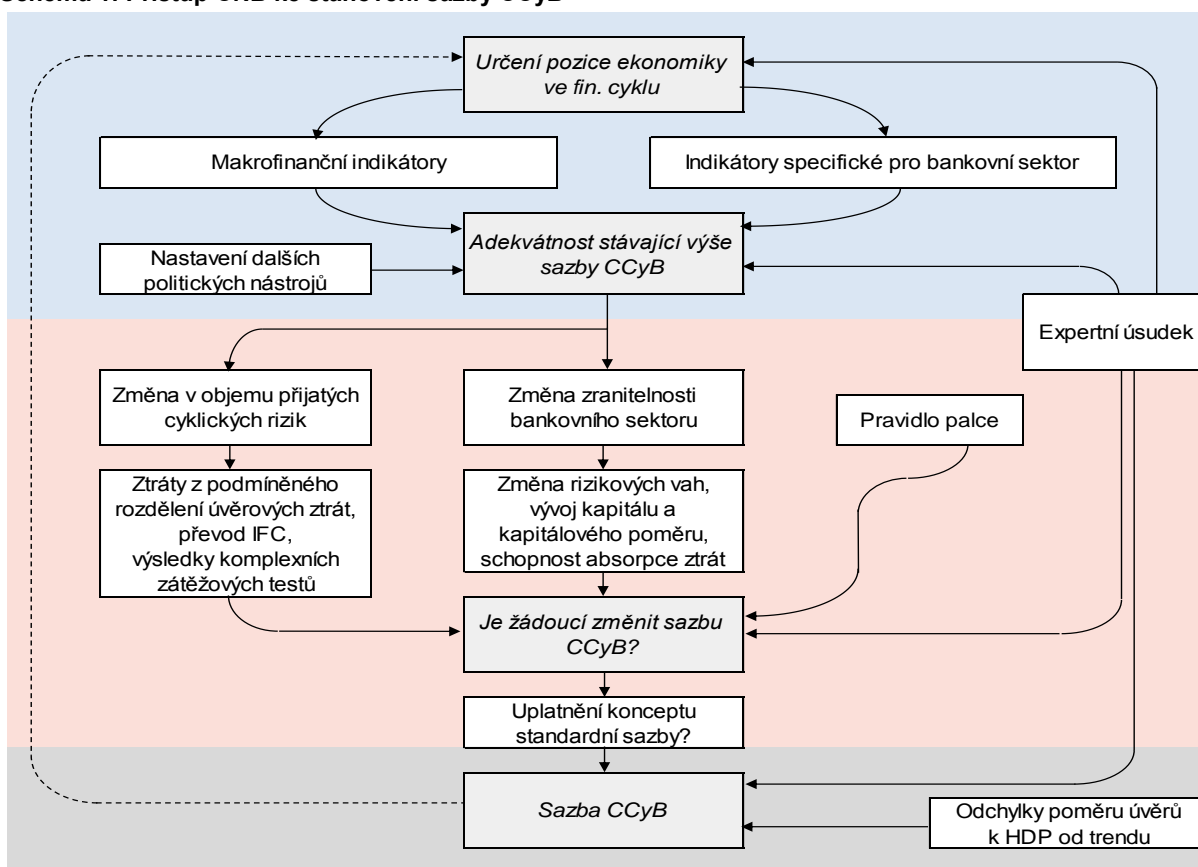 Schéma 1: Přístup ČNB ke stanovení sazby CCyB
Určení pozice ekonomiky
ve fin. cyklu
Makrofinanční indikátory
Indikátory specifické pro bankovní sektor
Adekvátnost stávající výše
sazby CCyB
Nastavení dalších
politických nástrojů
Expertní úsudek
Změna v objemu přijatých
cyklických rizik
Změna zranitelnosti
bankovního sektoru
Pravidlo palce
Ztráty z podmíněného
rozdělení úvěrových ztrát,
převod IFC,
výsledky komplexních
zátěžových testů
Změna rizikových vah,
vývoj kapitálu a
kapitálového poměru,
schopnost absorpce ztrát
Je žádoucí změnit sazbu
CCyB?
Uplatnění konceptu
standardní sazby?
Sazba CCyB
Odchylky poměru úvěrů
k HDP od trendu